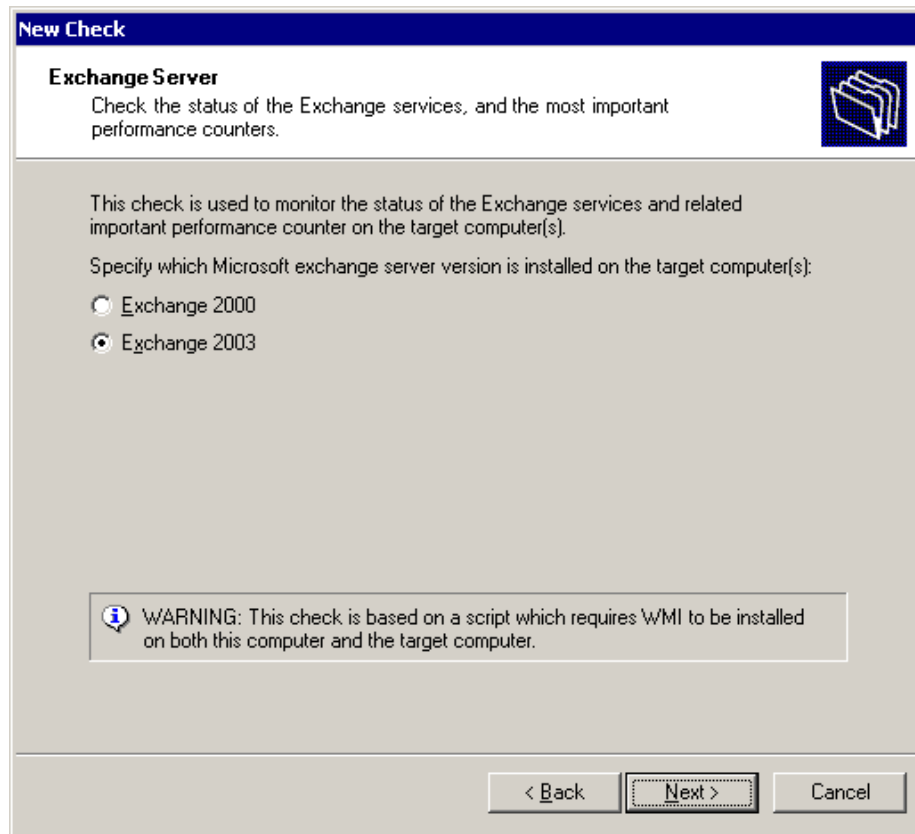 New Check
Exchange Server
Check the status of the Exchange services, and the most important
performance counters.
This check is used to monitor the status of the Exchange services and related
important performance counter on the target computer(s).
Specify which Microsoft exchange server version is installed on the target computer(s):
Exchange 2000
Exchange 2003
WARNING: This check is based on a script which requires WMI to be installed
on both this computer and the target computer.
< Back
Next >
Cancel